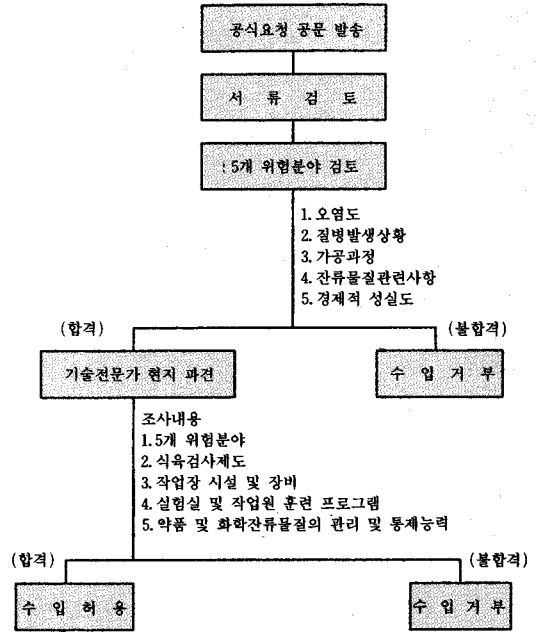 공식요청 공문 발송
서 류 검 토
5개 위험분야 검토
1. 오염도
2. 질병발생상황
3. 가공과정
4. 잔류물질관련사항
5. 경제적 성실도
(합격)
(불합격)
기술전문가 현지 파견
수 입 거 부
조사내용
1. 5개 위험분야
2. 식육검사제도
3. 작업장 시설 및 장비
4. 실험실 및 작업원 훈련 프로그램
5. 약품 및 화학잔류물질의 관리 및 통제능력
(합격)
(불합격)
수 입 허 용
수 입 거 부